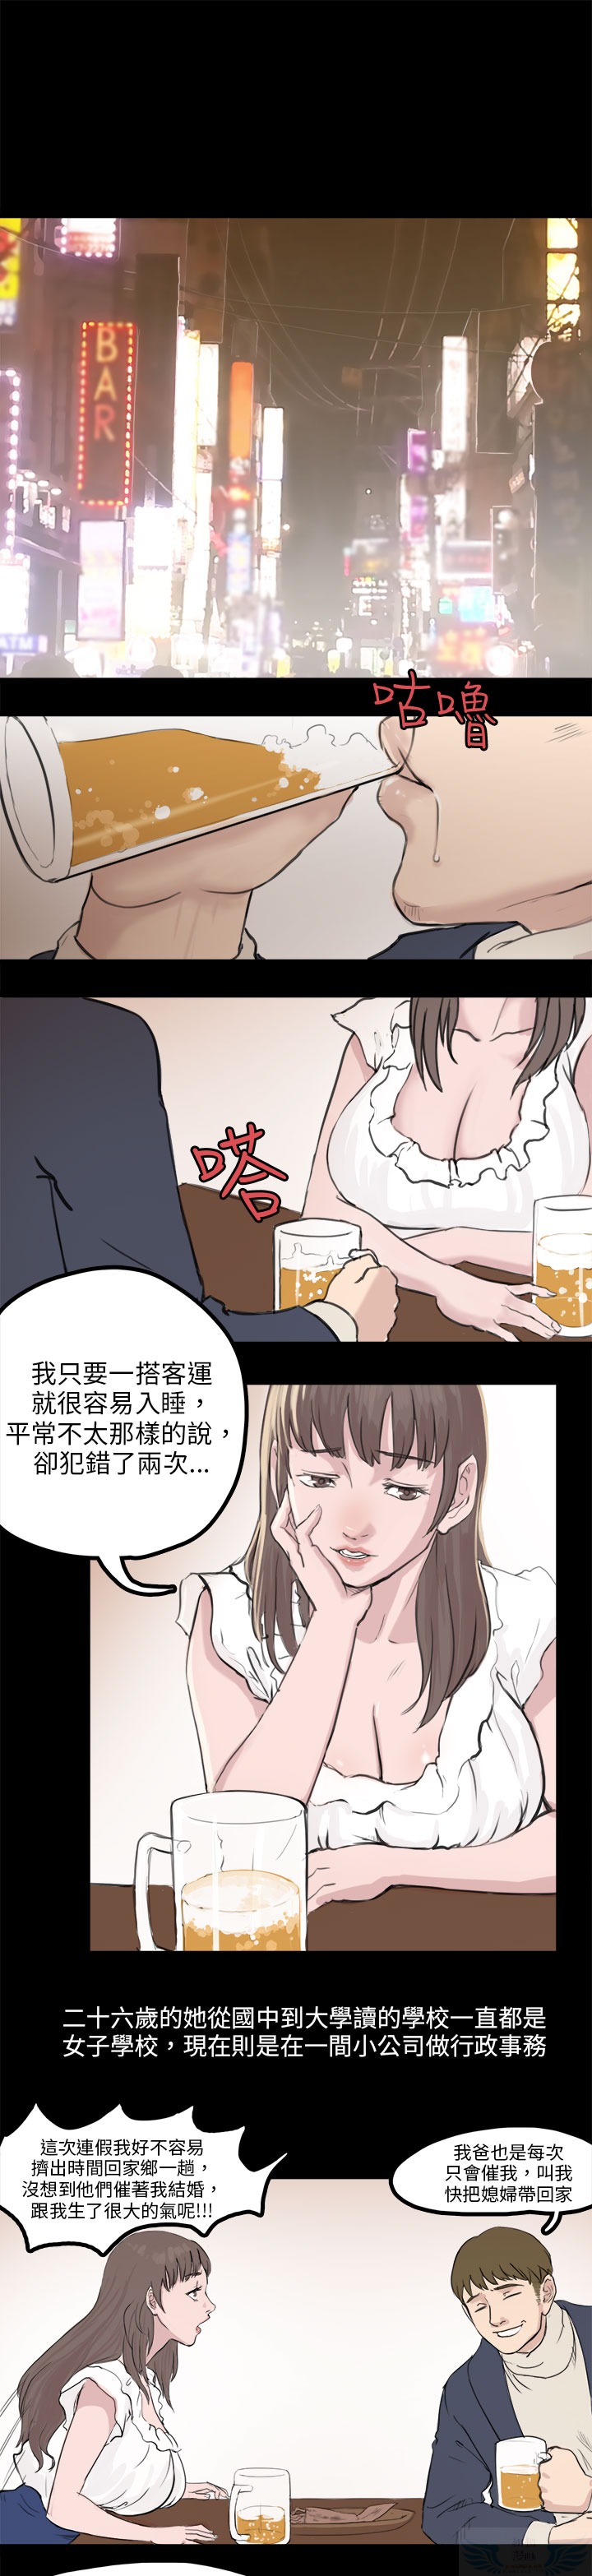 BAR
ATM
咕嚕
嗒
我只要一搭客運
就很容易入睡，
平常不太那樣的說，
卻犯錯了兩次...
二十六歲的她從國中到大學讀的學校一直都是
女子學校，現在則是在一間小公司做行政事務
這次連假我好不容易
擠出時間回家鄉一趟，
沒想到他們催著我結婚，
跟我生了很大的氣呢!!!
我爸也是每次
只會催我，叫我
快把媳婦帶回家